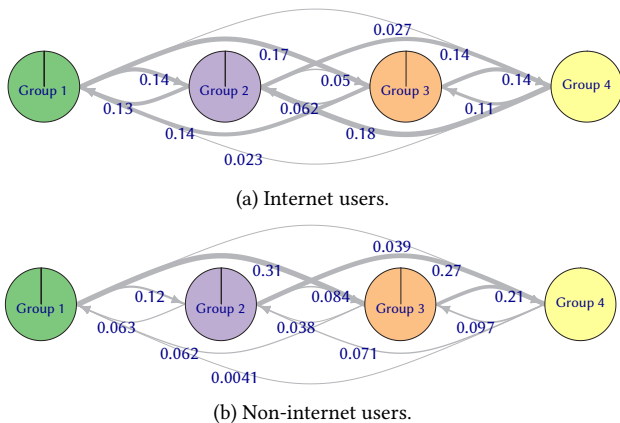 0.027
0.17
0.14
0.14
0.05
0.14
Group 1
Group 2
Group 3
Group 4
0.13
0.062
0.11
0.14
0.18
0.023
(a) Internet users.
0.039
0.31
0.27
0.12
0.084
0.21
Group 1
Group 2
Group 3
Group 4
0.063
0.038
0.097
0.062
0.071
0.0041
(b) Non-internet users.